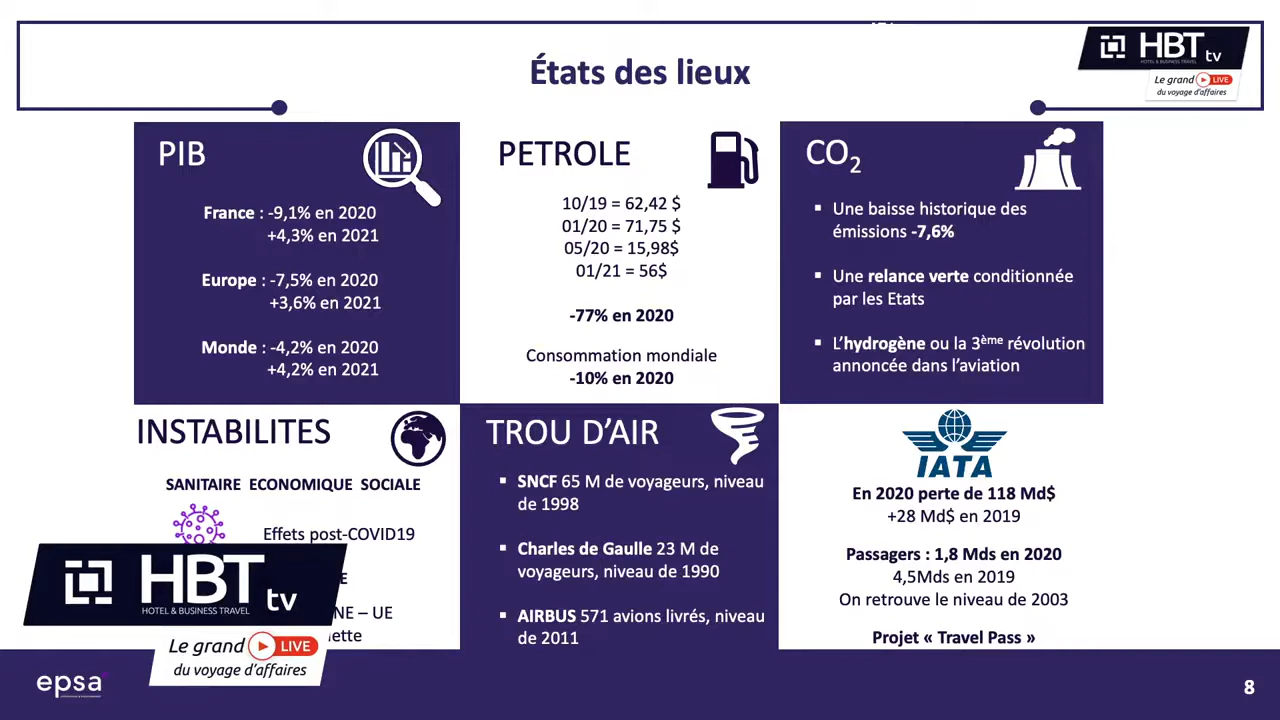 États des lieux
HBT tv
HOTEL & BUSINESS TRAVEL
Le grand LIVE
du voyage d'affaires
PIB
France : -9,1% en 2020
+4,3% en 2021
Europe : -7,5% en 2020
+3,6% en 2021
Monde : -4,2% en 2020
+4,2% en 2021
PETROLE
10/19 = 62,42 $
01/20 = 71,75 $
05/20 = 15,98$
01/21 = 56$
-77% en 2020
Consommation mondiale
-10% en 2020
CO₂
Une baisse historique des
émissions -7,6%
Une relance verte conditionnée
par les Etats
L'hydrogène ou la 3ème révolution
annoncée dans l'aviation
INSTABILITES
SANITAIRE ECONOMIQUE SOCIALE
Effets post-COVID19
– UE
TROU D'AIR
SNCF 65 M de voyageurs, niveau
de 1998
Charles de Gaulle 23 M de
voyageurs, niveau de 1990
AIRBUS 571 avions livrés, niveau
de 2011
IATA
En 2020 perte de 118 Md$
+28 Md$ en 2019
Passagers : 1,8 Mds en 2020
4,5Mds en 2019
On retrouve le niveau de 2003
Projet « Travel Pass »
HBT tv
HOTEL & BUSINESS TRAVEL
Le grand LIVE
du voyage d'affaires
epsa
8